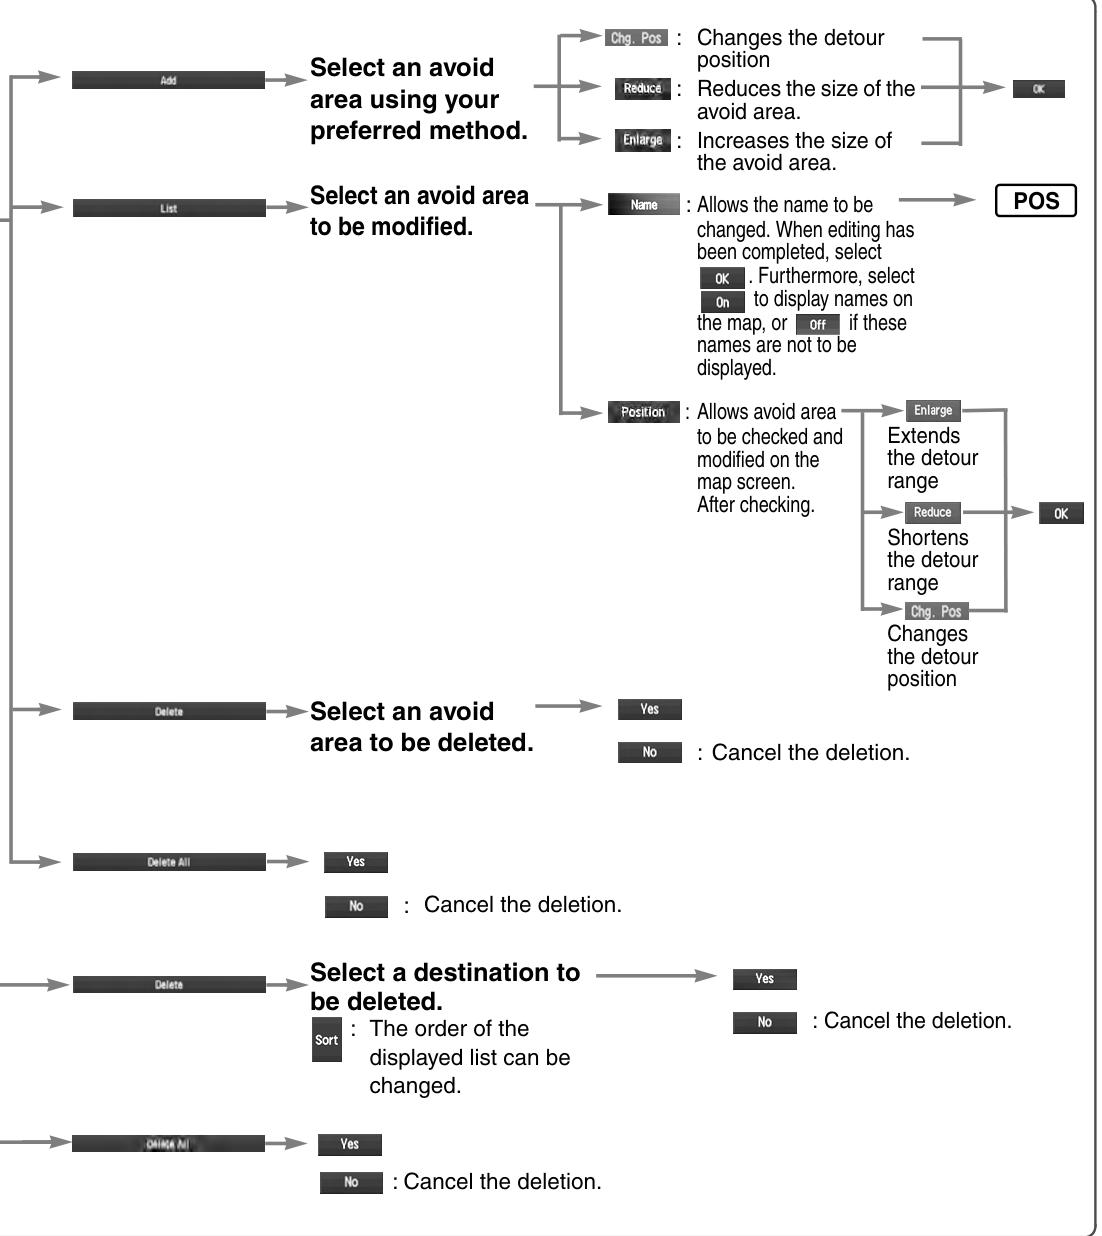 Add
Select an avoid
area using your
preferred method.
Chg. Pos : Changes the detour
position
Reduce : Reduces the size of the
avoid area.
Enlarge : Increases the size of
the avoid area.
OK
List
Select an avoid area
to be modified.
Name : Allows the name to be
changed. When editing has
been completed, select
OK . Furthermore, select
On to display names on
the map, or Off if these
names are not to be
displayed.
POS
Position : Allows avoid area
to be checked and
modified on the
map screen.
After checking.
Enlarge
Extends
the detour
range
Reduce
Shortens
the detour
range
Chg. Pos
Changes
the detour
position
OK
Delete
Select an avoid
area to be deleted.
Yes
No : Cancel the deletion.
Delete All
Yes
No : Cancel the deletion.
Delete
Select a destination to
be deleted.
Sort : The order of the
displayed list can be
changed.
Yes
No : Cancel the deletion.
Delete All
Yes
No : Cancel the deletion.